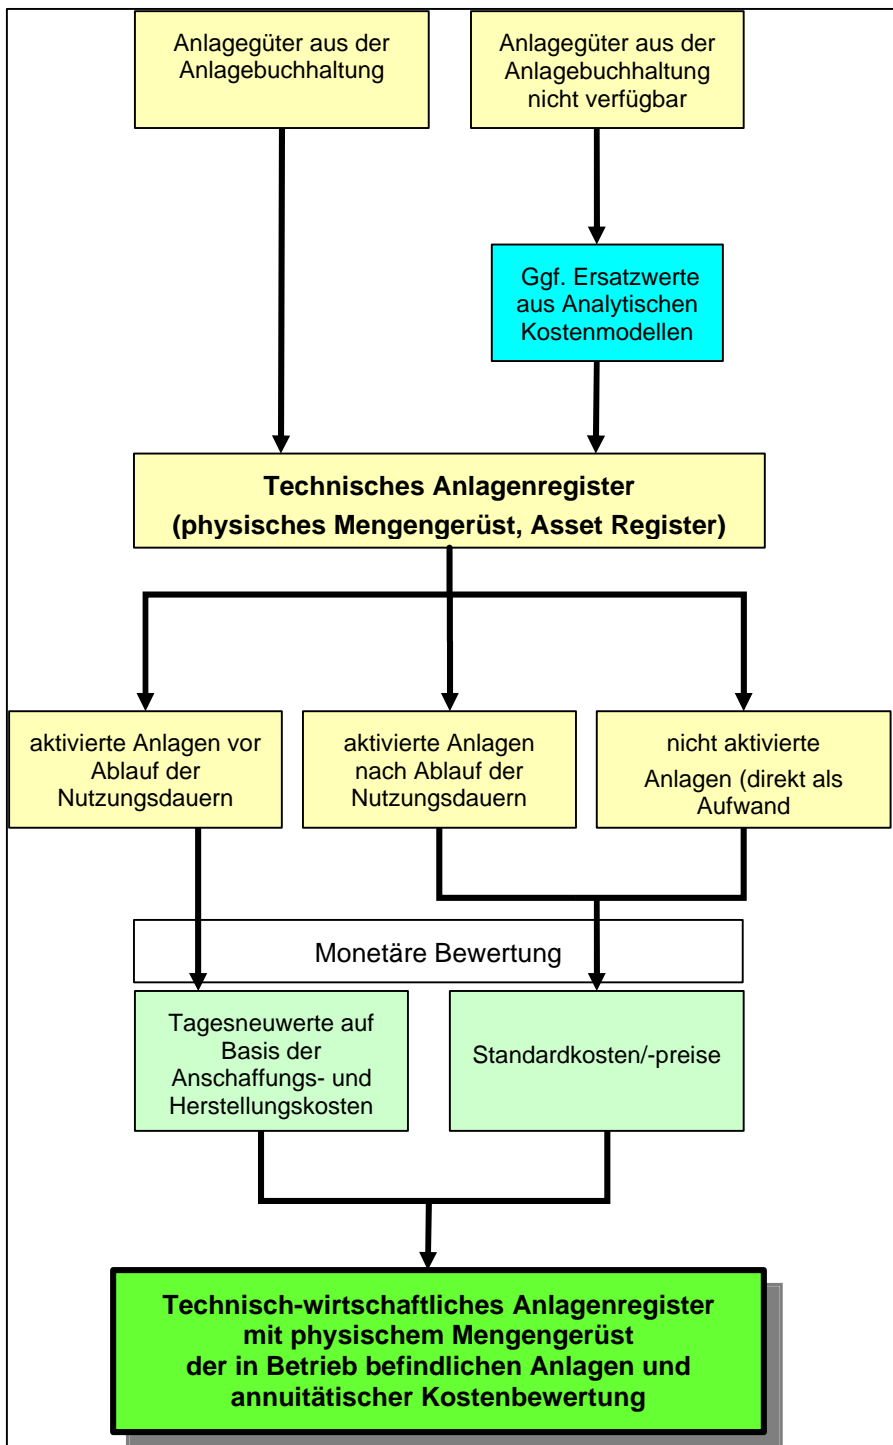 Anlagegüter aus der
Anlagebuchhaltung
Anlagegüter aus der
Anlagebuchhaltung
nicht verfügbar
Ggf. Ersatzwerte
aus Analytischen
Kostenmodellen
Technisches Anlagenregister
(physisches Mengengerüst, Asset Register)
aktivierte Anlagen vor
Ablauf der
Nutzungsdauern
aktivierte Anlagen
nach Ablauf der
Nutzungsdauern
nicht aktivierte
Anlagen (direkt als
Aufwand
Monetäre Bewertung
Tagesneuwerte auf
Basis der
Anschaffungs- und
Herstellungskosten
Standardkosten/-preise
Technisch-wirtschaftliches Anlagenregister
mit physischem Mengengerüst
der in Betrieb befindlichen Anlagen und
annuitätischer Kostenbewertung